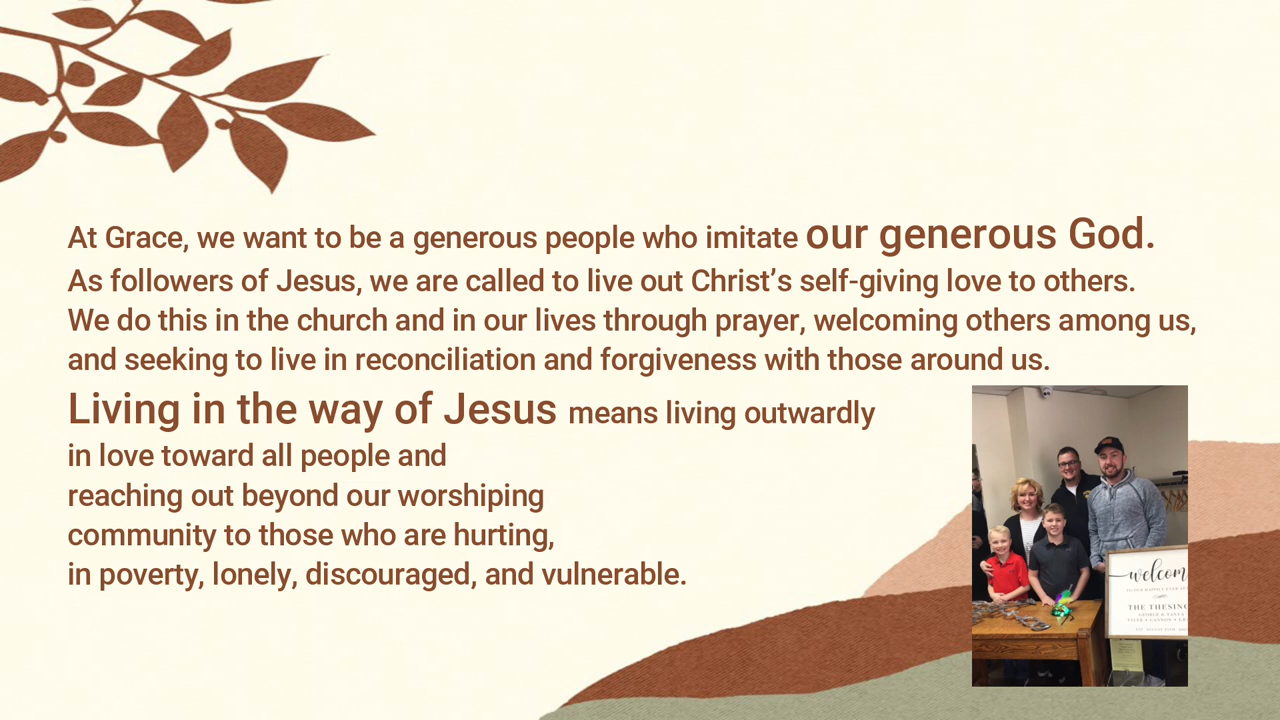 At Grace, we want to be a generous people who imitate our generous God.
As followers of Jesus, we are called to live out Christ’s self-giving love to others.
We do this in the church and in our lives through prayer, welcoming others among us,
and seeking to live in reconciliation and forgiveness with those around us.
Living in the way of Jesus means living outwardly
in love toward all people and
reaching out beyond our worshiping
community to those who are hurting,
in poverty, lonely, discouraged, and vulnerable.
welcom
THE THESING